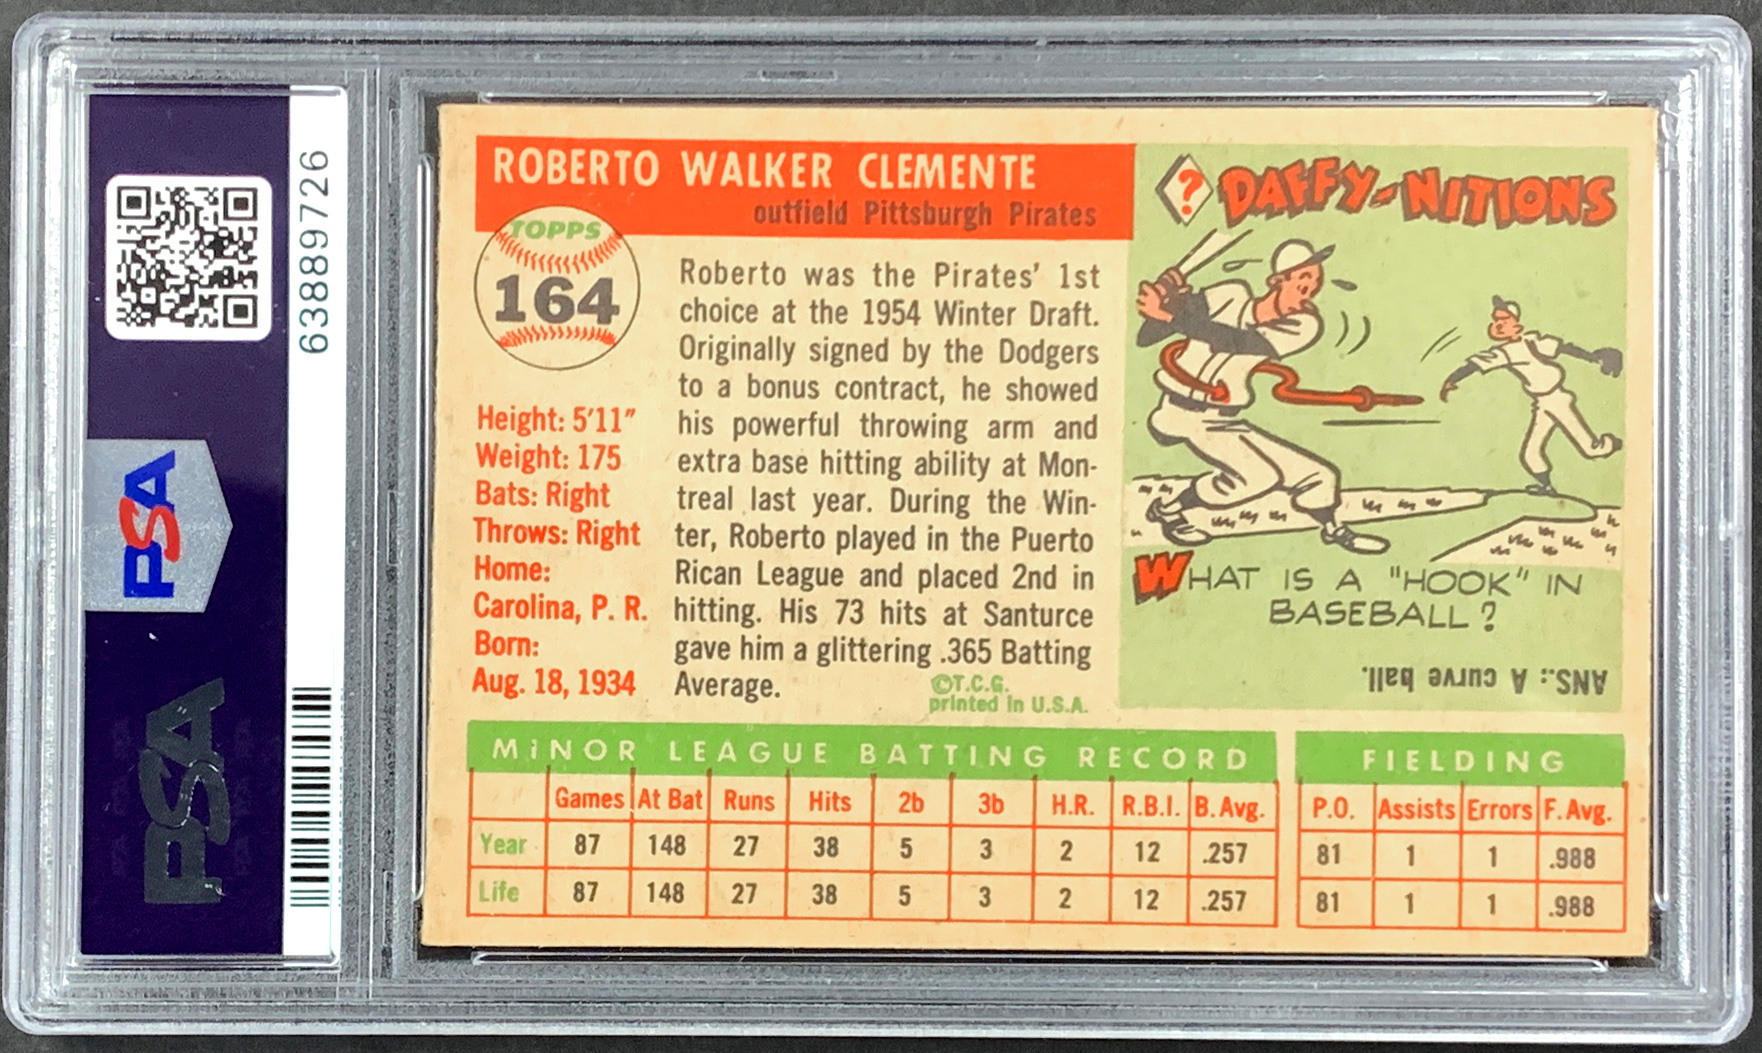 63889726
PSA
PSA
ROBERTO WALKER CLEMENTE
outfield Pittsburgh Pirates
TOPPS
164
Height: 5'11"
Weight: 175
Bats: Right
Throws: Right
Home:
Carolina, P. R.
Born:
Aug. 18, 1934
Roberto was the Pirates' 1st
choice at the 1954 Winter Draft.
Originally signed by the Dodgers
to a bonus contract, he showed
his powerful throwing arm and
extra base hitting ability at Mon-
treal last year. During the Win-
ter, Roberto played in the Puerto
Rican League and placed 2nd in
hitting. His 73 hits at Santurce
gave him a glittering .365 Batting
Average.
©T.C.G.
printed in U.S.A.
? DAFFY-NITIONS
WHAT IS A "HOOK" IN
BASEBALL?
ANS.: A curve ball.
MINOR LEAGUE BATTING RECORD
Games At Bat Runs Hits 2b 3b H.R. R.B.I. B. Avg.
Year 87 148 27 38 5 3 2 12 .257
Life 87 148 27 38 5 3 2 12 .257
FIELDING
P.O. Assists Errors F. Avg.
81 1 1 .988
81 1 1 .988